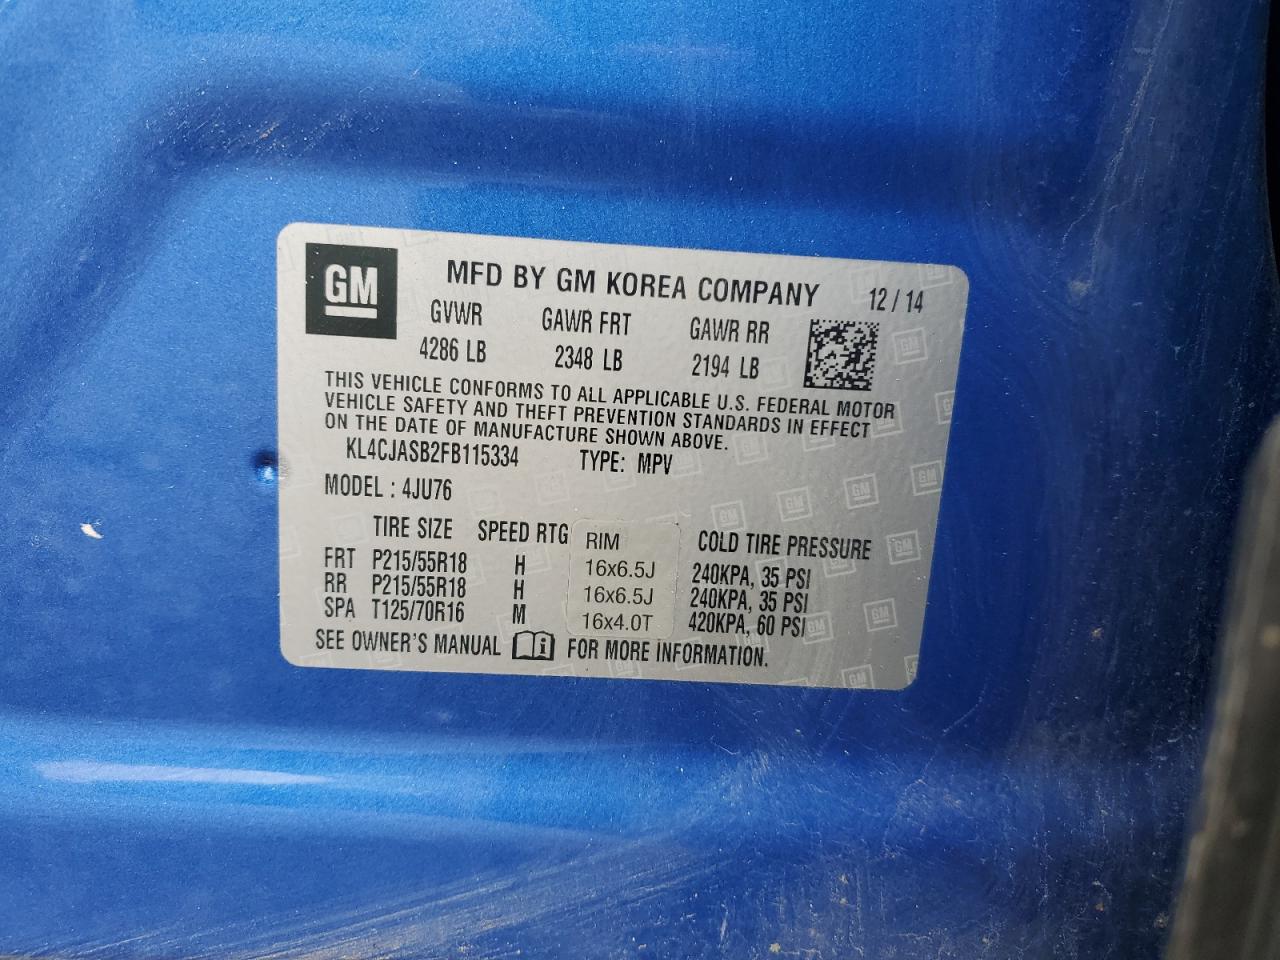 GM
MFD BY GM KOREA COMPANY 12/14
GVWR GAWR FRT GAWR RR
4286 LB 2348 LB 2194 LB
THIS VEHICLE CONFORMS TO ALL APPLICABLE U.S. FEDERAL MOTOR
VEHICLE SAFETY AND THEFT PREVENTION STANDARDS IN EFFECT
ON THE DATE OF MANUFACTURE SHOWN ABOVE.
KL4CJASB2FB115334 TYPE: MPV
MODEL : 4JU76
TIRE SIZE SPEED RTG RIM COLD TIRE PRESSURE
FRT P215/55R18 H 16x6.5J 240KPA, 35 PSI
RR P215/55R18 H 16x6.5J 240KPA, 35 PSI
SPA T125/70R16 M 16x4.0T 420KPA, 60 PSI
SEE OWNER'S MANUAL i FOR MORE INFORMATION.